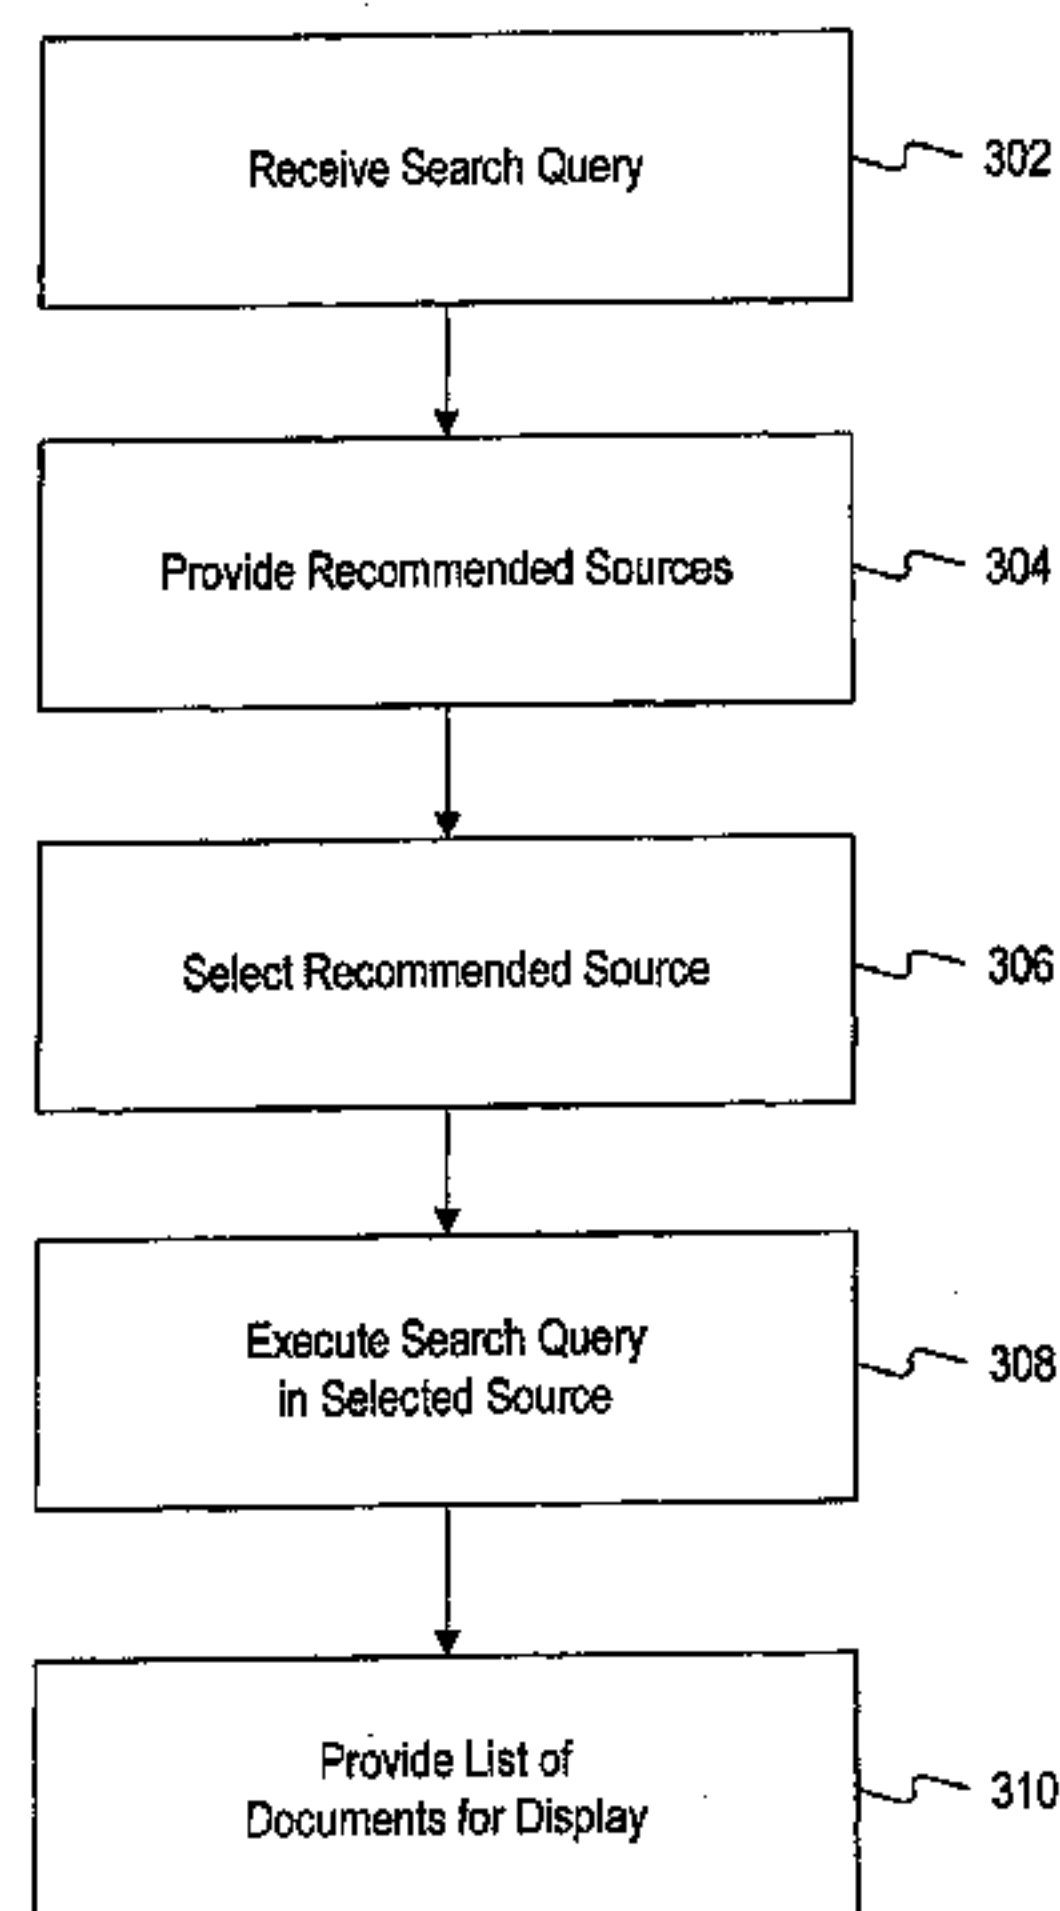 Receive Search Query
302
Provide Recommended Sources
304
Select Recommended Source
306
Execute Search Query
in Selected Source
308
Provide List of
Documents for Display
310